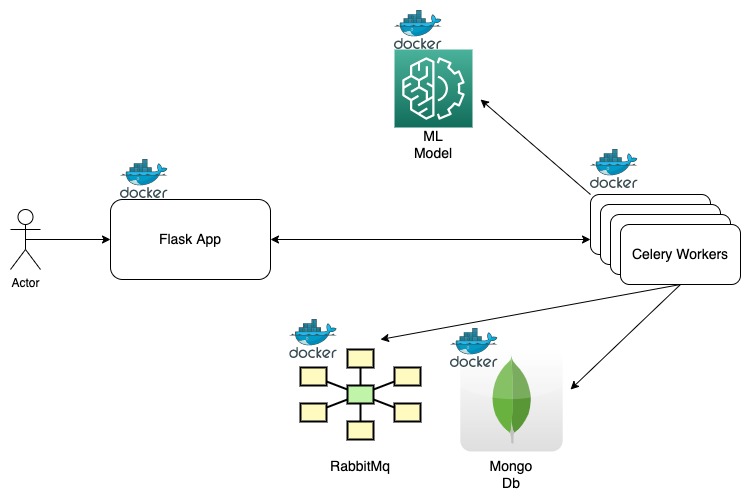 docker
ML
Model
docker
docker
Flask App
Celery Workers
Actor
docker
docker
RabbitMq
Mongo
Db